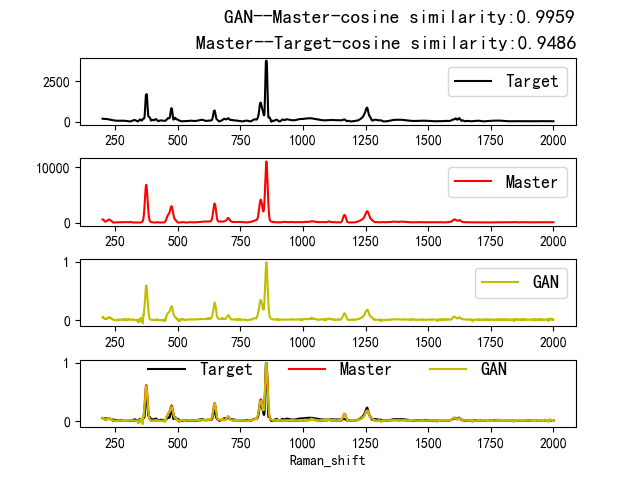 GAN--Master-cosine similarity:0.9959
Master--Target-cosine similarity:0.9486
2500
0
Target
250 500 750 1000 1250 1500 1750 2000
10000
0
Master
250 500 750 1000 1250 1500 1750 2000
1
0
GAN
250 500 750 1000 1250 1500 1750 2000
1
0
Target Master GAN
250 500 750 1000 1250 1500 1750 2000
Raman_shift